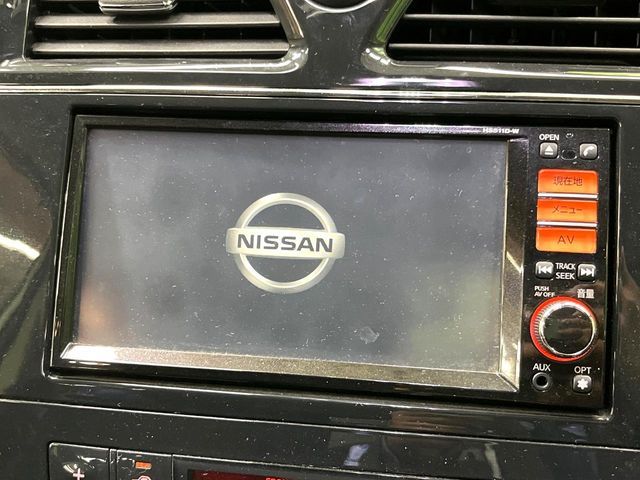 HS511D-W
OPEN
現在地
メニュー
AV
NISSAN
TRACK
SEEK
PUSH
AV OFF
音量
AUX
OPT